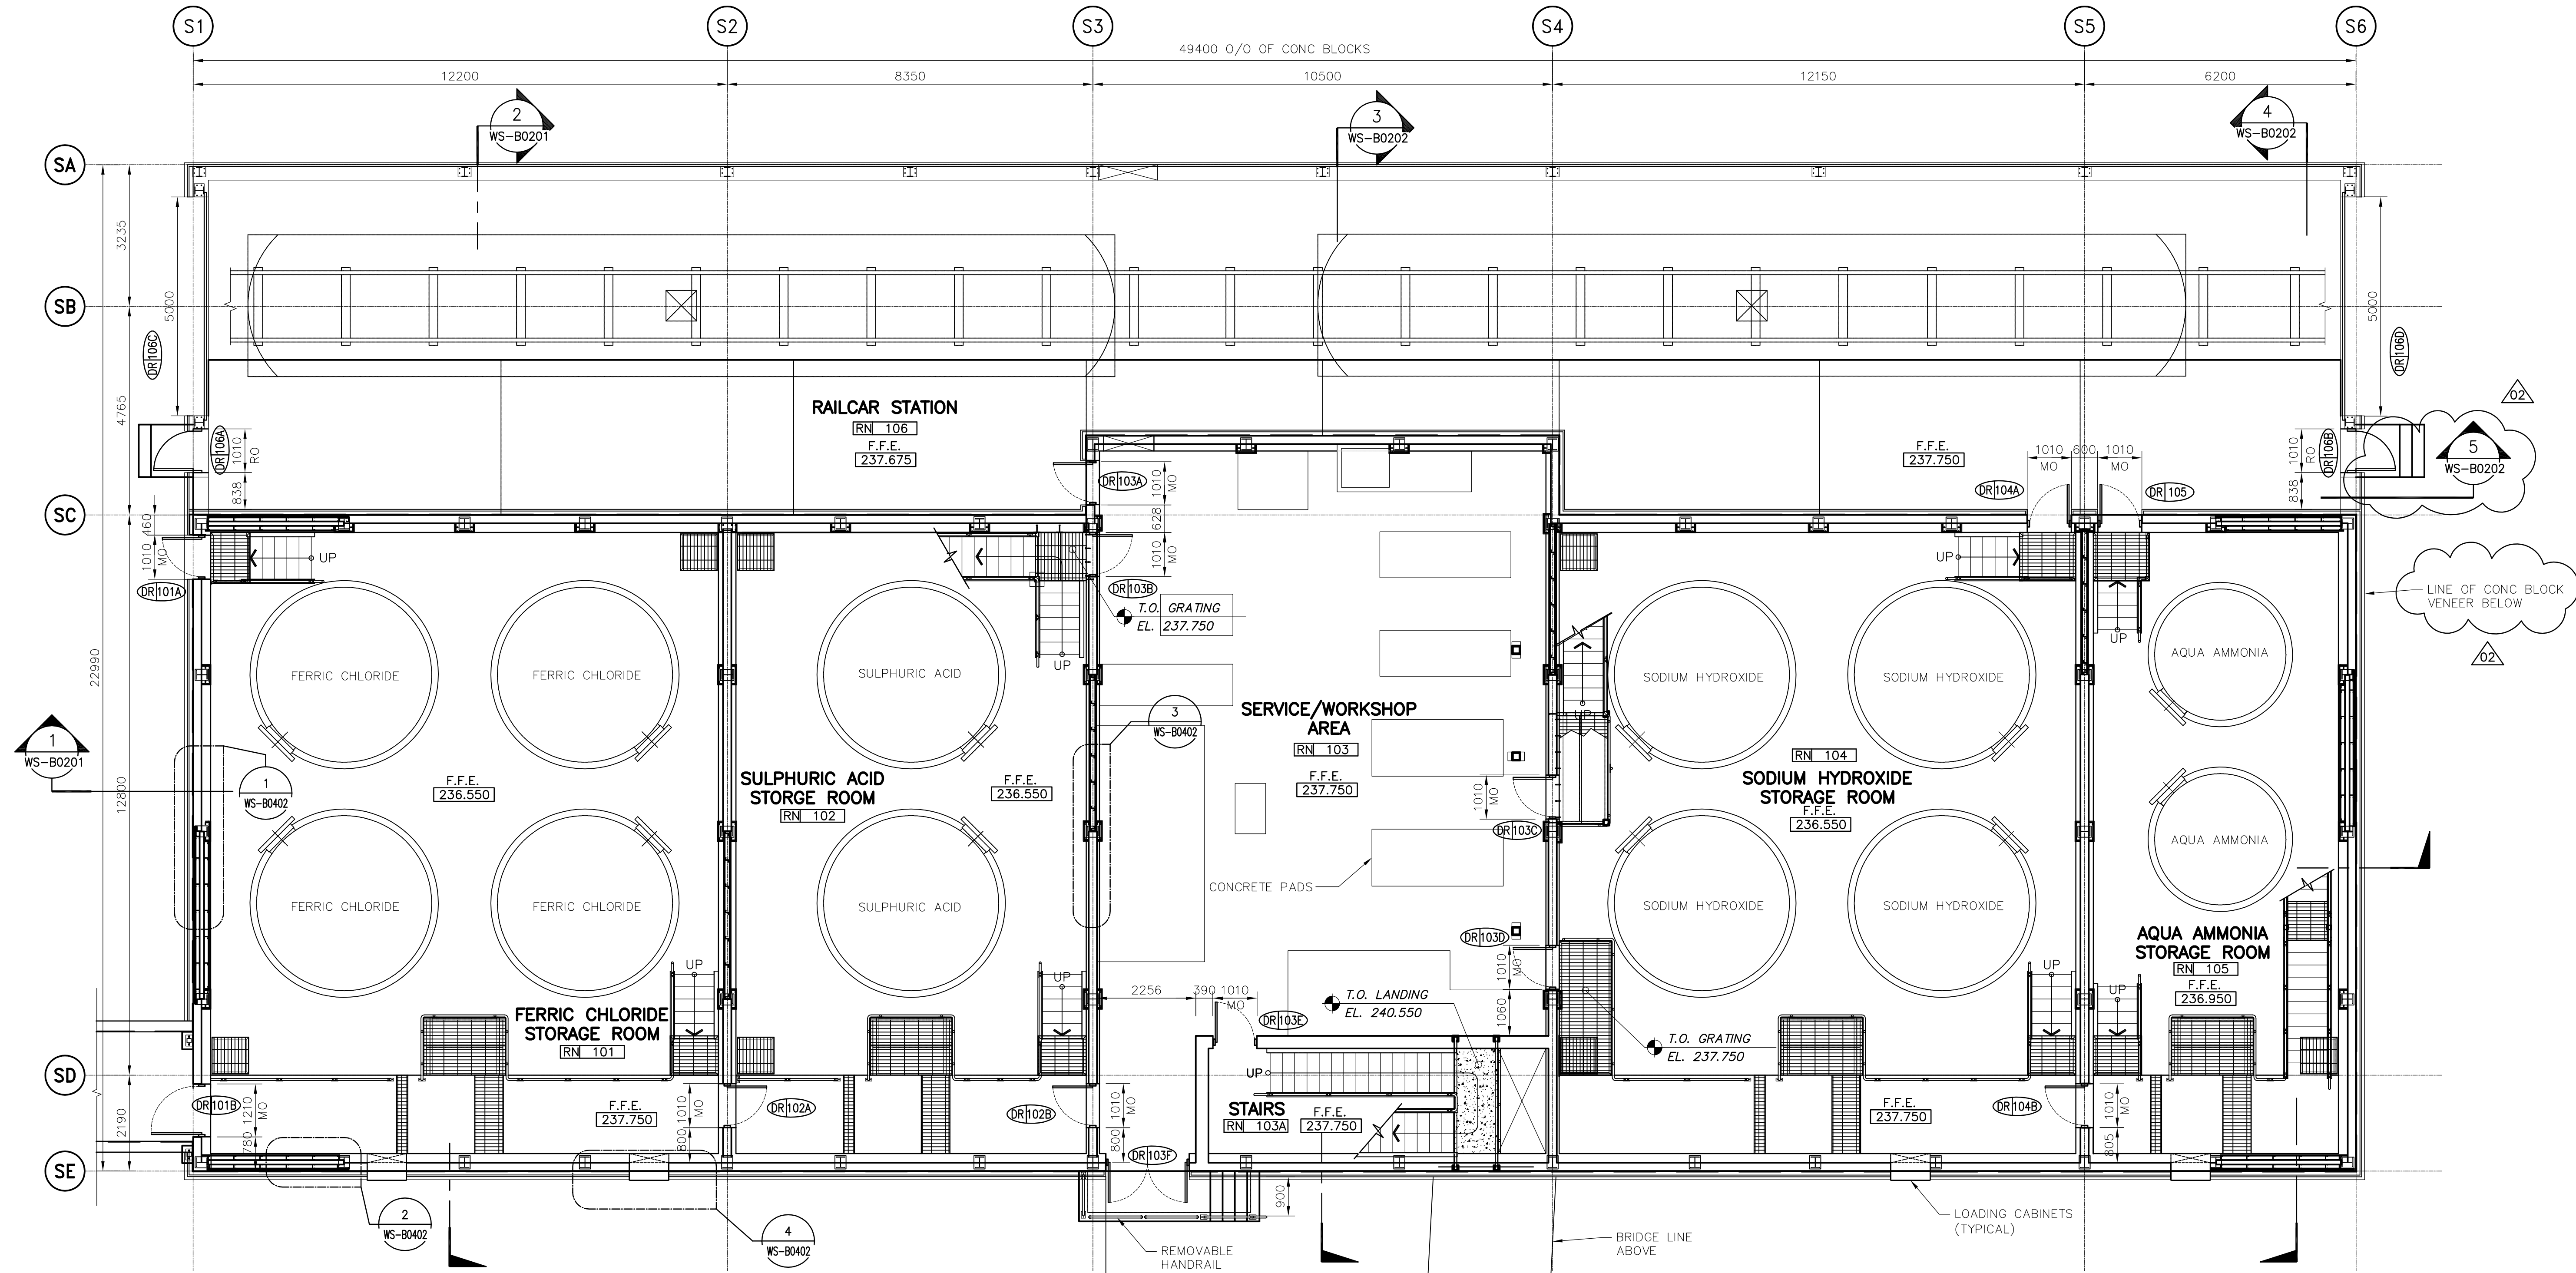 S1
S2
S3
S4
S5
S6
49400 O/O OF CONC BLOCKS
12200
8350
10500
12150
6200
2
WS-B0201
3
WS-B0202
4
WS-B0202
SA
3235
SB
5000
5000
DR 106C
DR 106D
4765
02
RAILCAR STATION
RN 106
F.F.E.
237.675
DR 106A
1010
RO
838
F.F.E.
237.750
1010
MO
600
1010
MO
DR 106B
1010
RO
838
5
WS-B0202
DR 103A
1010
MO
628
1010
MO
DR 103B
DR 104A
DR 105
SC
460
1010
MO
DR 101A
UP
UP
UP
UP
T.O. GRATING
EL. 237.750
LINE OF CONC BLOCK
VENEER BELOW
02
22990
12800
FERRIC CHLORIDE
FERRIC CHLORIDE
SULPHURIC ACID
SODIUM HYDROXIDE
SODIUM HYDROXIDE
AQUA AMMONIA
UP
1
WS-B0201
1
WS-B0402
3
WS-B0402
SERVICE/WORKSHOP
AREA
RN 103
F.F.E.
237.750
F.F.E.
236.550
SULPHURIC ACID
STORGE ROOM
RN 102
F.F.E.
236.550
RN 104
SODIUM HYDROXIDE
STORAGE ROOM
F.F.E.
236.550
1010
MO
DR 103C
AQUA AMMONIA
CONCRETE PADS
FERRIC CHLORIDE
FERRIC CHLORIDE
SULPHURIC ACID
SODIUM HYDROXIDE
SODIUM HYDROXIDE
DR 103D
1010
MO
1060
AQUA AMMONIA
STORAGE ROOM
RN 105
F.F.E.
236.950
UP
UP
UP
UP
2256
390
1010
MO
DR 103E
T.O. LANDING
EL. 240.550
FERRIC CHLORIDE
STORAGE ROOM
RN 101
T.O. GRATING
EL. 237.750
SD
2190
DR 101B
1210
MO
780
F.F.E.
237.750
1010
MO
800
DR 102A
DR 102B
1010
MO
800
UP
STAIRS
RN 103A
F.F.E.
237.750
F.F.E.
237.750
DR 104B
1010
MO
805
DR 103F
SE
900
2
WS-B0402
4
WS-B0402
REMOVABLE
HANDRAIL
BRIDGE LINE
ABOVE
LOADING CABINETS
(TYPICAL)